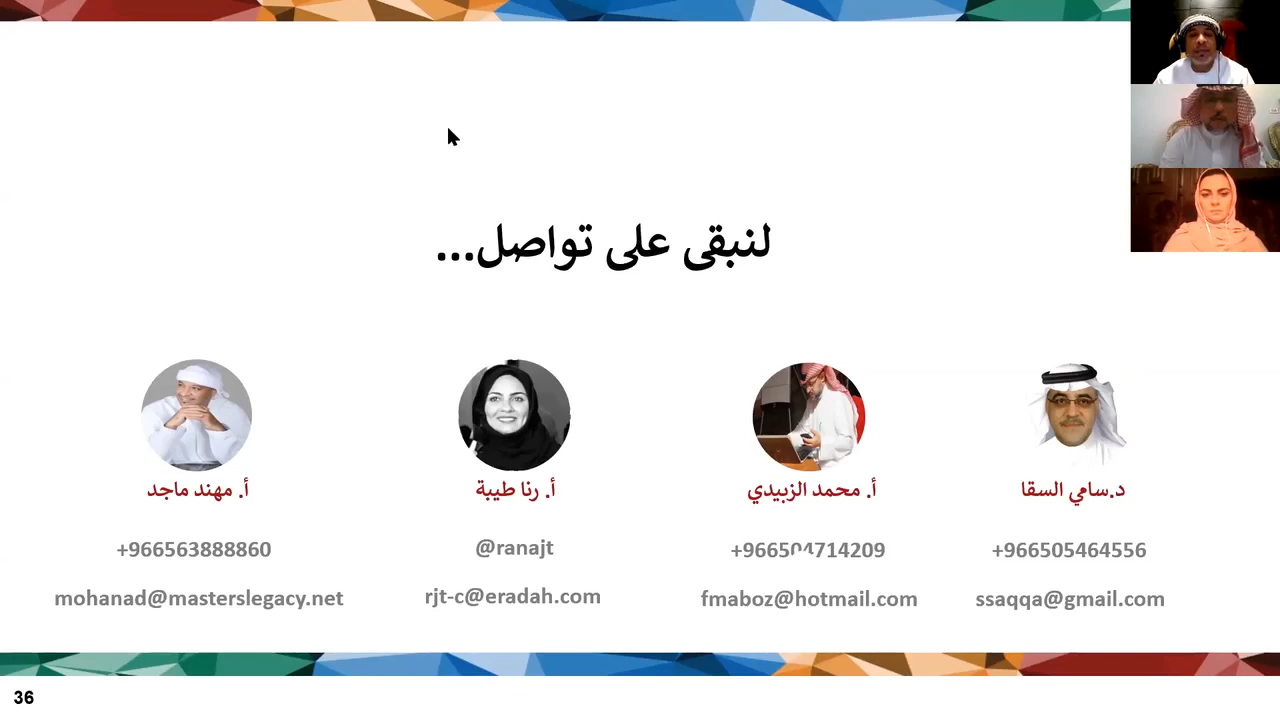 لنبقى على تواصل...
د.سامي السقا
+966505464556
ssaqqa@gmail.com
أ. محمد الزبيدي
+966504714209
fmaboz@hotmail.com
أ. رنا طيبة
@ranajt
rjt-c@eradah.com
أ. مهند ماجد
+966563888860
mohanad@masterslegacy.net
36